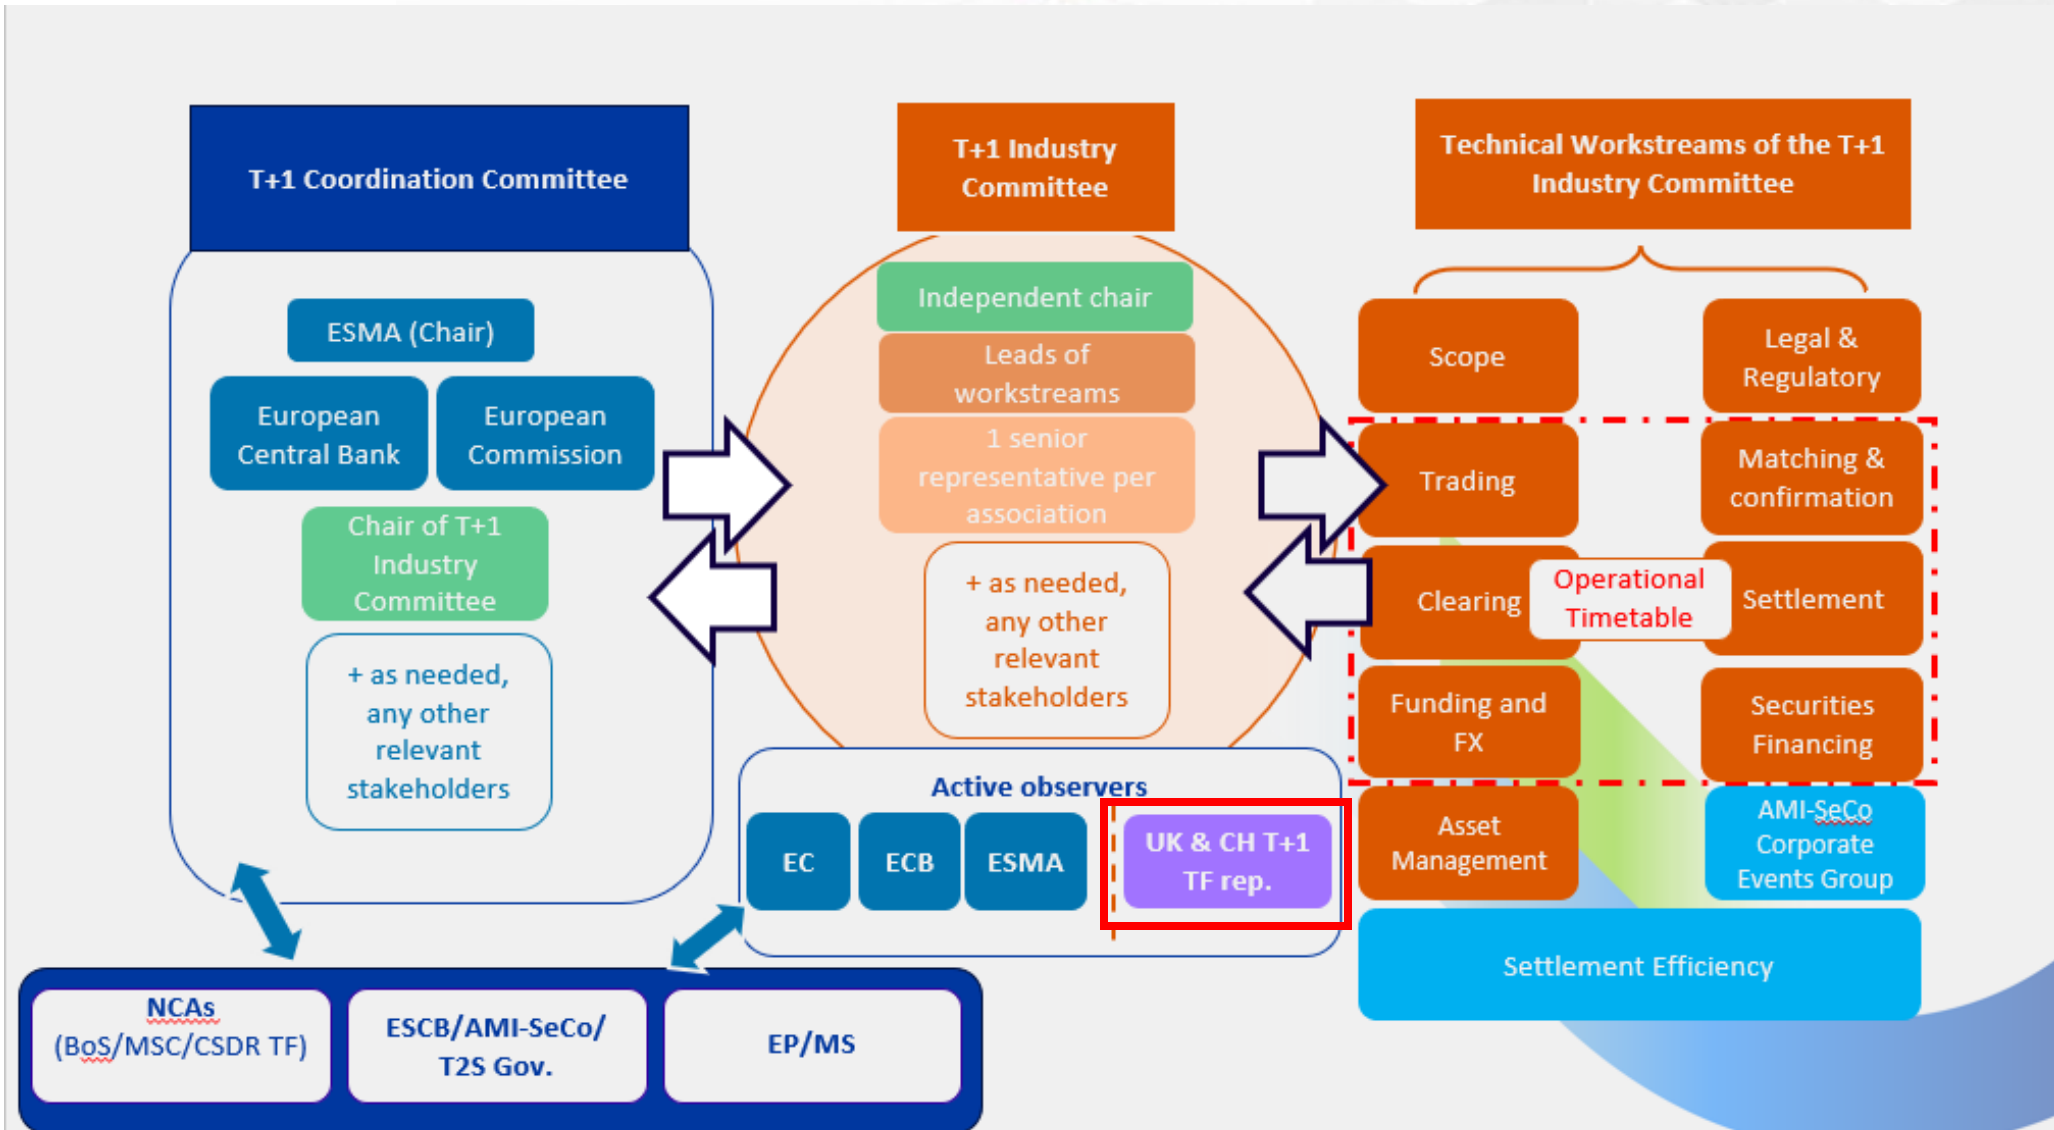 T+1 Coordination Committee
ESMA (Chair)
European
Central Bank
European
Commission
Chair of T+1
Industry
Committee
+ as needed,
any other
relevant
stakeholders
T+1 Industry
Committee
Independent chair
Leads of
workstreams
1 senior
representative per
association
+ as needed,
any other
relevant
stakeholders
Active observers
EC
ECB
ESMA
UK & CH T+1
TF rep.
Technical Workstreams of the T+1
Industry Committee
Scope
Legal &
Regulatory
Trading
Matching &
confirmation
Clearing
Operational
Timetable
Settlement
Funding and
FX
Securities
Financing
Asset
Management
AMI-SeCo
Corporate
Events Group
Settlement Efficiency
NCAs
(BoS/MSC/CSDR TF)
ESCB/AMI-SeCo/
T2S Gov.
EP/MS